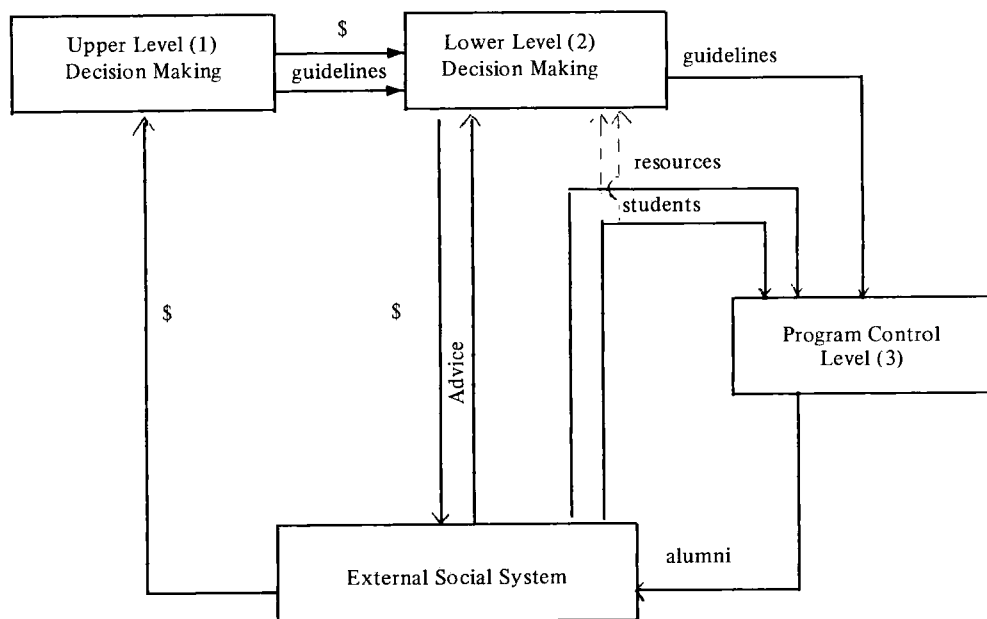 $
Upper Level (1)
Decision Making
guidelines
Lower Level (2)
Decision Making
guidelines
resources
students
$
$
Advice
Program Control
Level (3)
alumni
External Social System